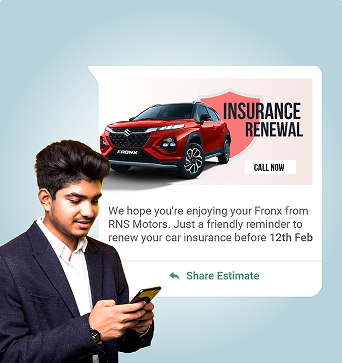 INSURANCE
RENEWAL
CALL NOW
FRONX
We hope you're enjoying your Fronx from
RNS Motors. Just a friendly reminder to
renew your car insurance before 12th Feb
Share Estimate